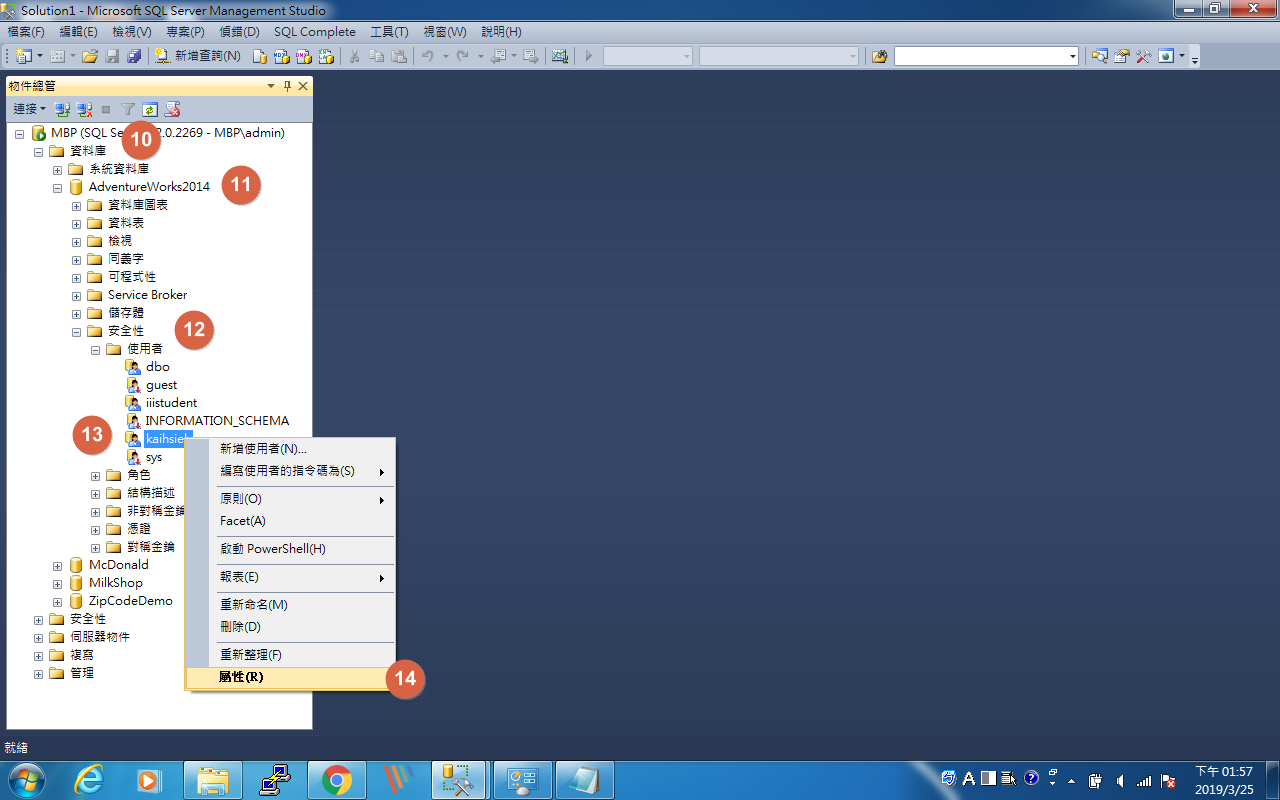 Solution1 - Microsoft SQL Server Management Studio
檔案(F) 編輯(E) 檢視(V) 專案(P) 偵錯(D) SQL Complete 工具(T) 視窗(W) 說明(H)
新增查詢(N)
物件總管
連接
MBP (SQL Se 2.0.2269 - MBP\admin)
10
資料庫
系統資料庫
AdventureWorks2014
11
資料庫圖表
資料表
檢視
同義字
可程式性
Service Broker
儲存體
安全性
12
使用者
dbo
guest
iiistudent
INFORMATION_SCHEMA
13
kaihsieh
sys
角色
結構描述
非對稱金鑰
憑證
對稱金鑰
McDonald
MilkShop
ZipCodeDemo
安全性
伺服器物件
複寫
管理
新增使用者(N)...
編寫使用者的指令碼為(S)
原則(O)
Facet(A)
啟動 PowerShell(H)
報表(E)
重新命名(M)
刪除(D)
重新整理(F)
屬性(R)
14
就緒
A
下午 01:57
2019/3/25